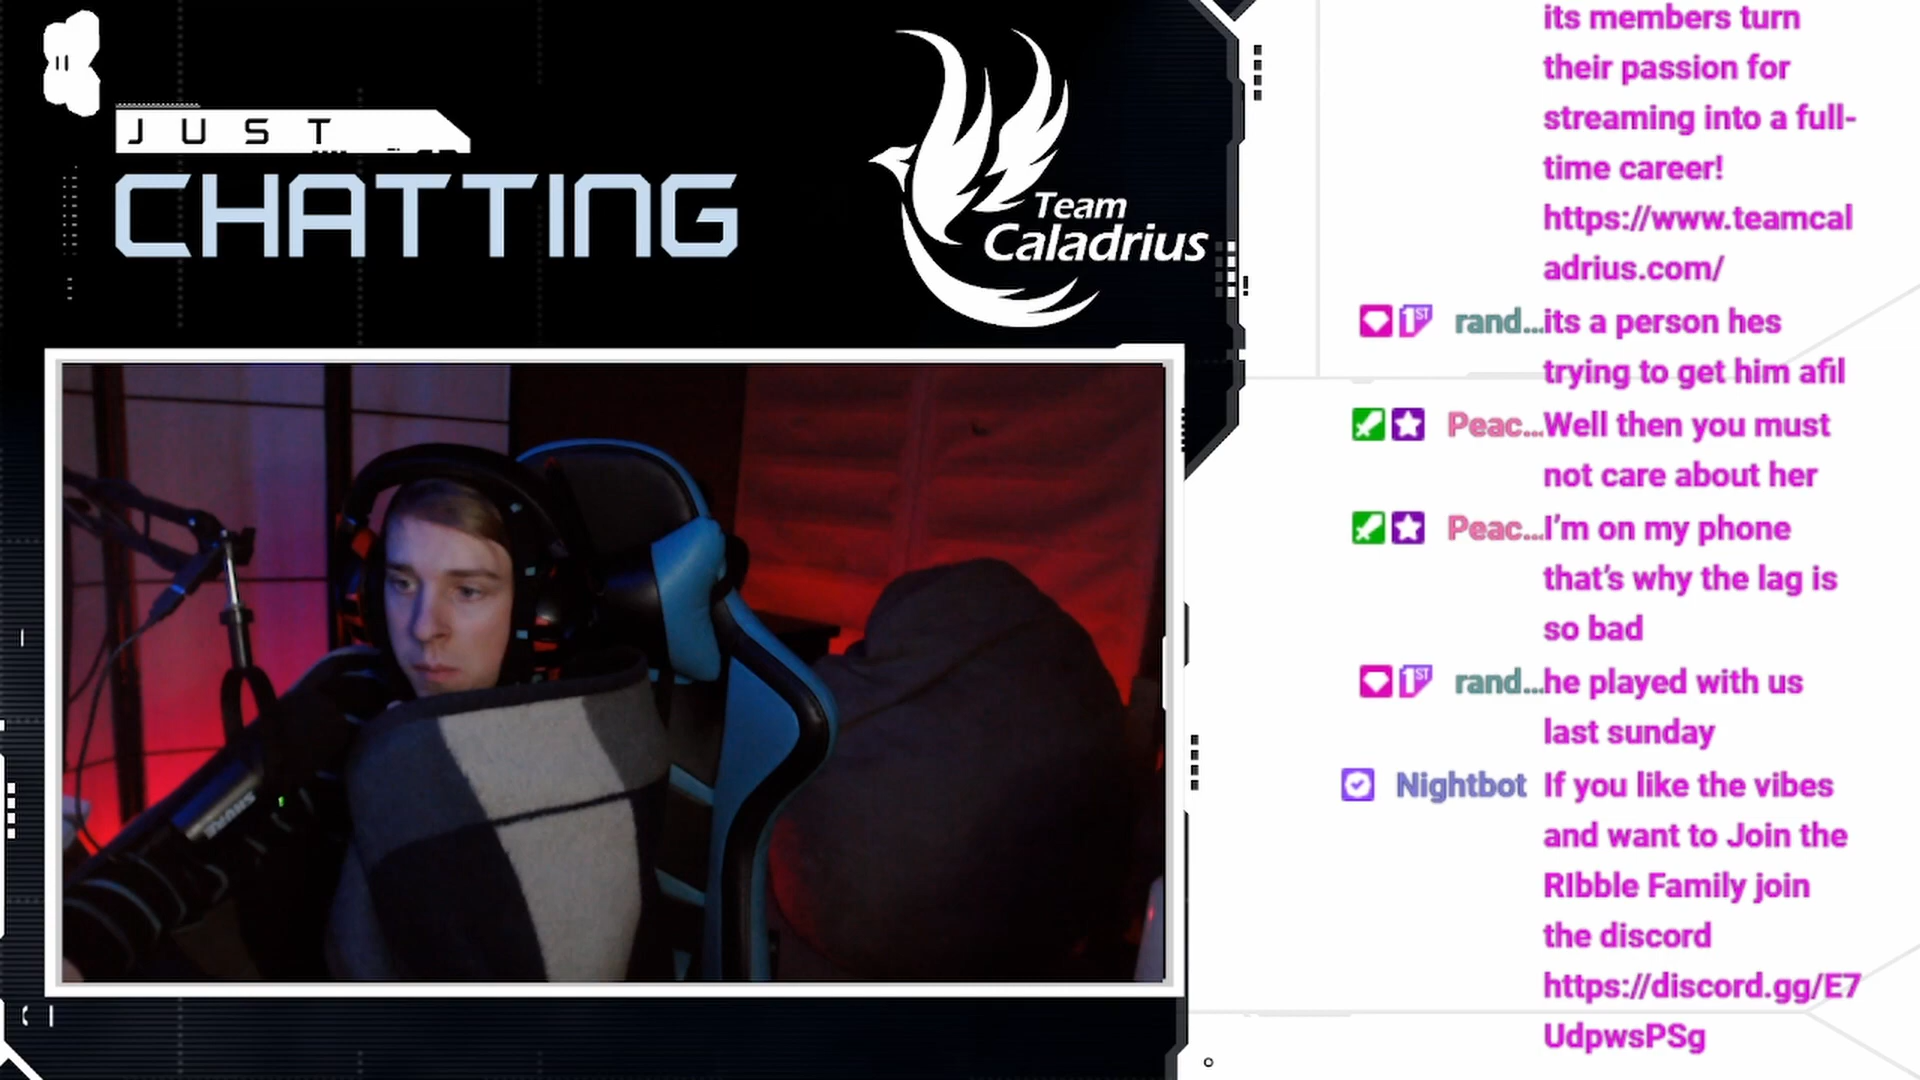 JUST
CHATTING
Team
Caladrius
SHURE
its members turn
their passion for
streaming into a full-
time career!
https://www.teamcal
adrius.com/
rand... its a person hes
trying to get him afil
Peac... Well then you must
not care about her
Peac... I'm on my phone
that's why the lag is
so bad
rand... he played with us
last sunday
Nightbot If you like the vibes
and want to Join the
RIbble Family join
the discord
https://discord.gg/E7
UdpwsPSg